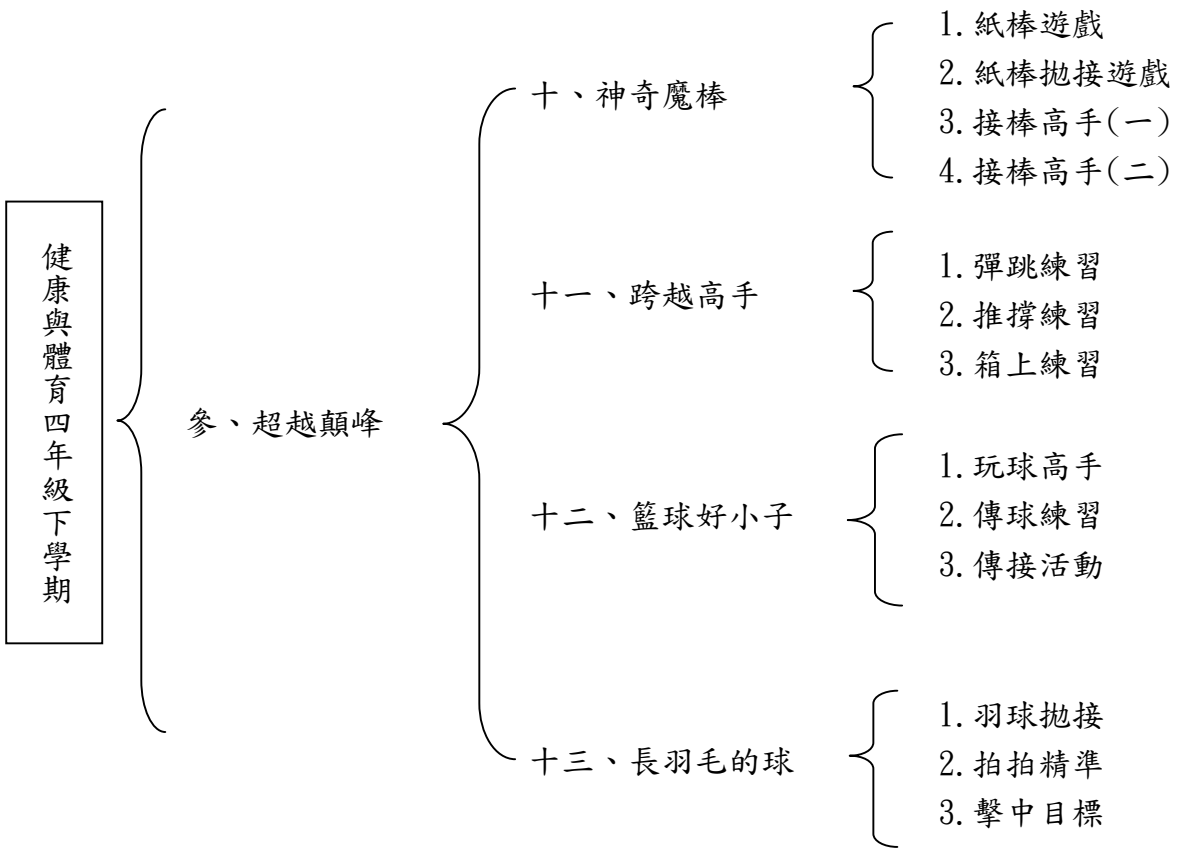 健康與體育四年級下學期
參、超越顛峰
十、神奇魔棒
1.紙棒遊戲
2.紙棒拋接遊戲
3.接棒高手(一)
4.接棒高手(二)
十一、跨越高手
1.彈跳練習
2.推撐練習
3.箱上練習
十二、籃球好小子
1.玩球高手
2.傳球練習
3.傳接活動
十三、長羽毛的球
1.羽球拋接
2.拍拍精準
3.擊中目標